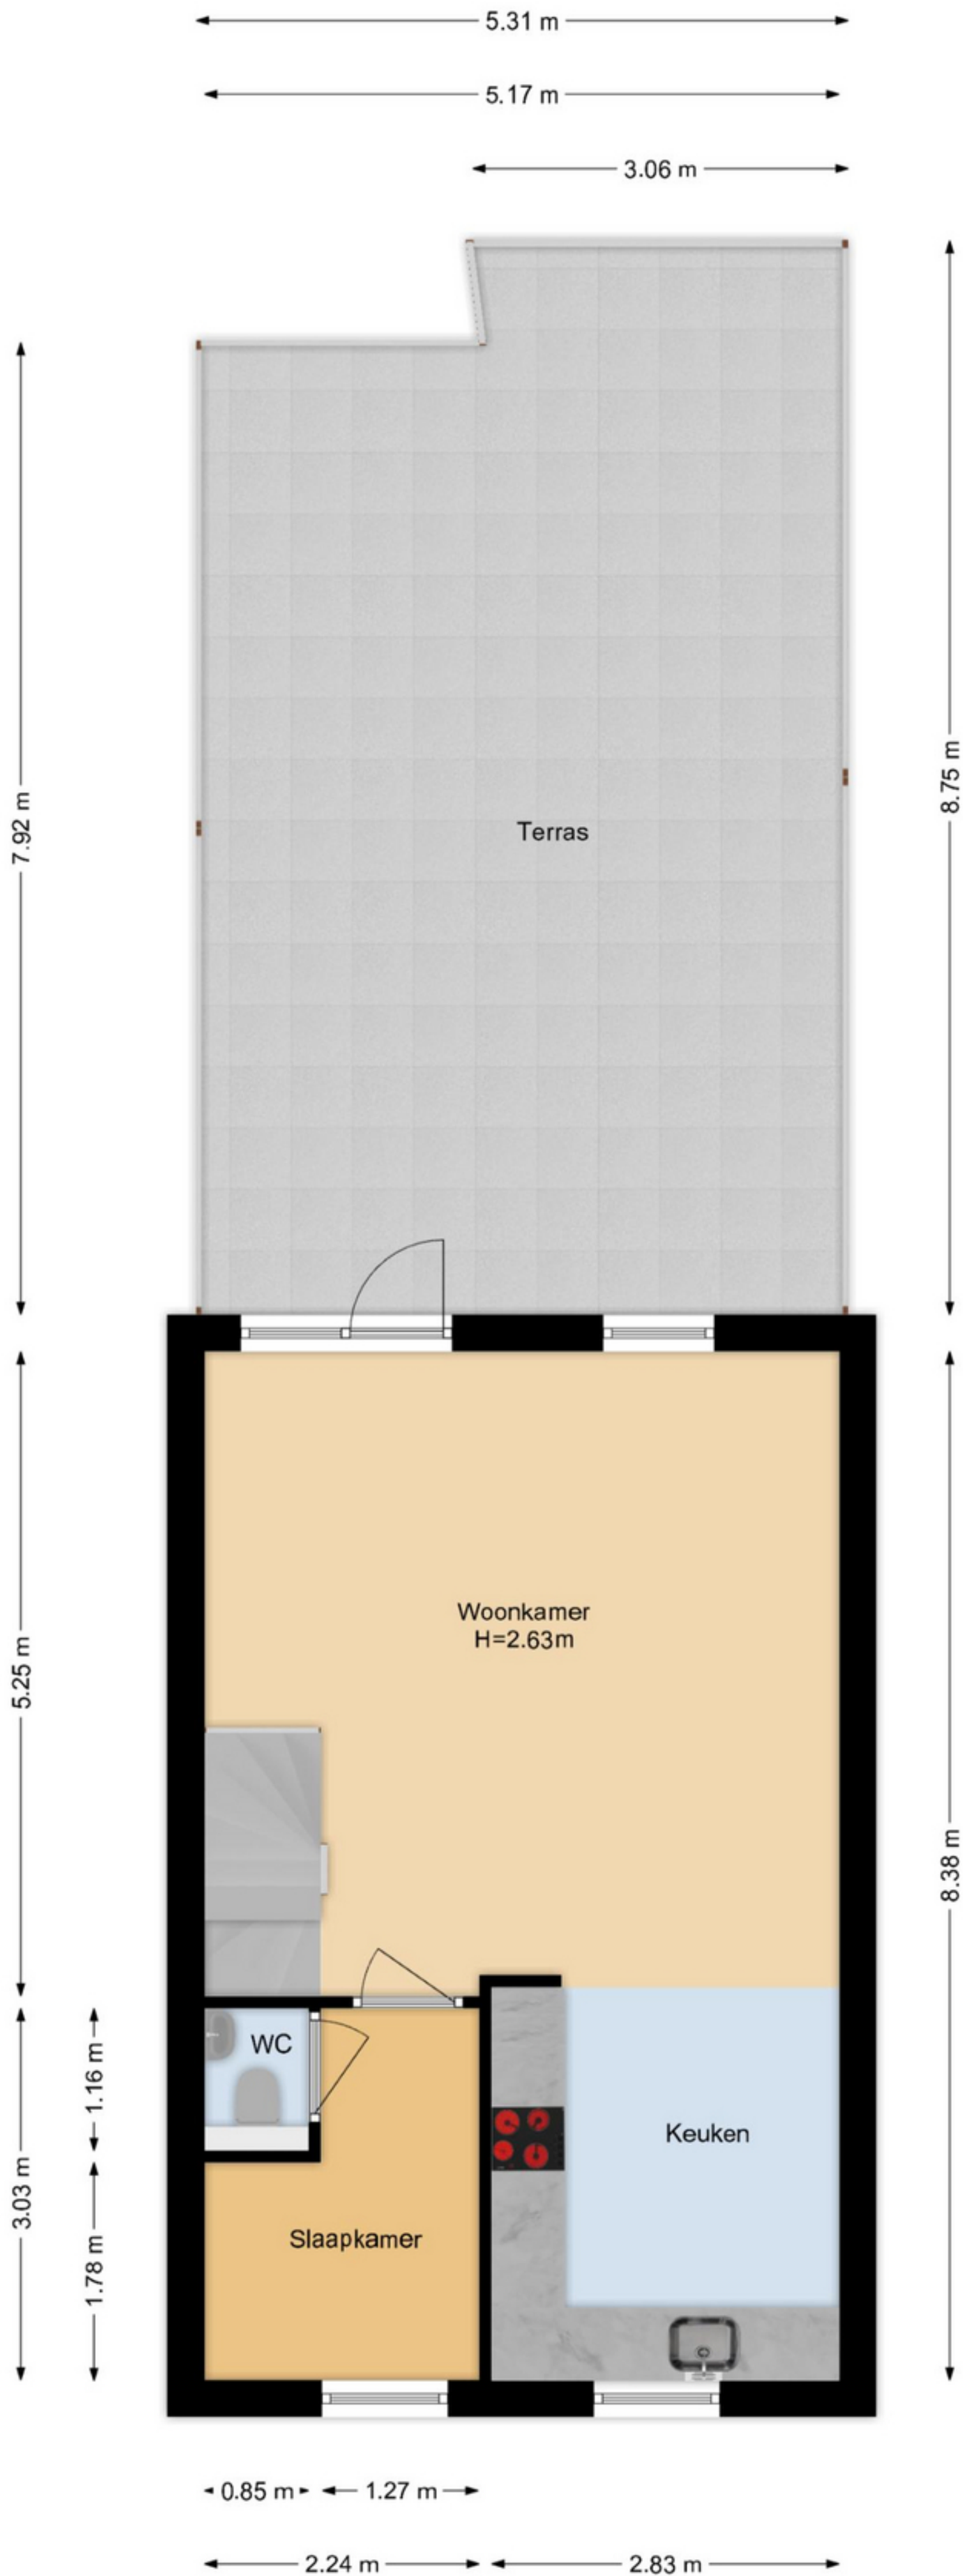 5.31 m
5.17 m
3.06 m
7.92 m
8.75 m
Terras
Woonkamer
H=2.63m
5.25 m
8.38 m
WC
1.16 m
Keuken
3.03 m
Slaapkamer
1.78 m
0.85 m
1.27 m
2.24 m
2.83 m